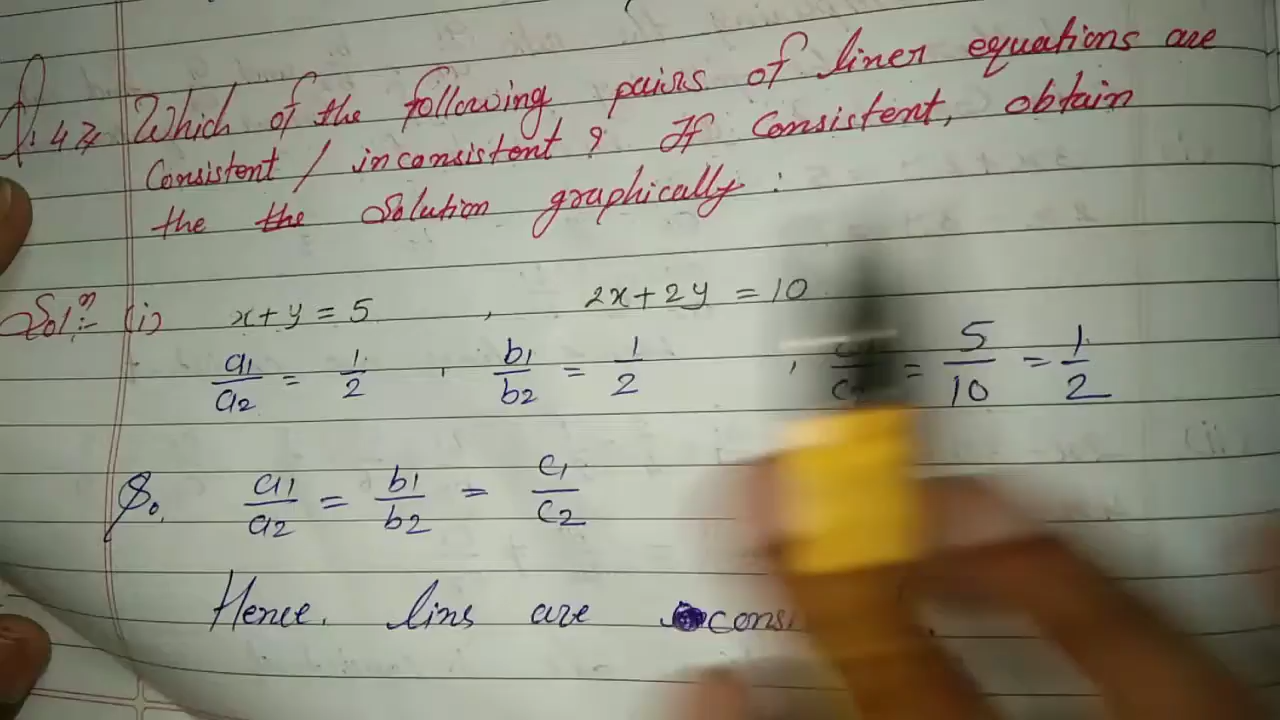 Q.4> Which of the following pairs of liner equations are
Consistent / inconsistent ? If Consistent, obtain
the the Solution graphically :
Solⁿ:- (i) x+y = 5 , 2x+2y = 10
a1/a2 = 1/2 , b1/b2 = 1/2 , = 5/10 = 1/2
So, a1/a2 = b1/b2 = c1/c2
Hence. lins are